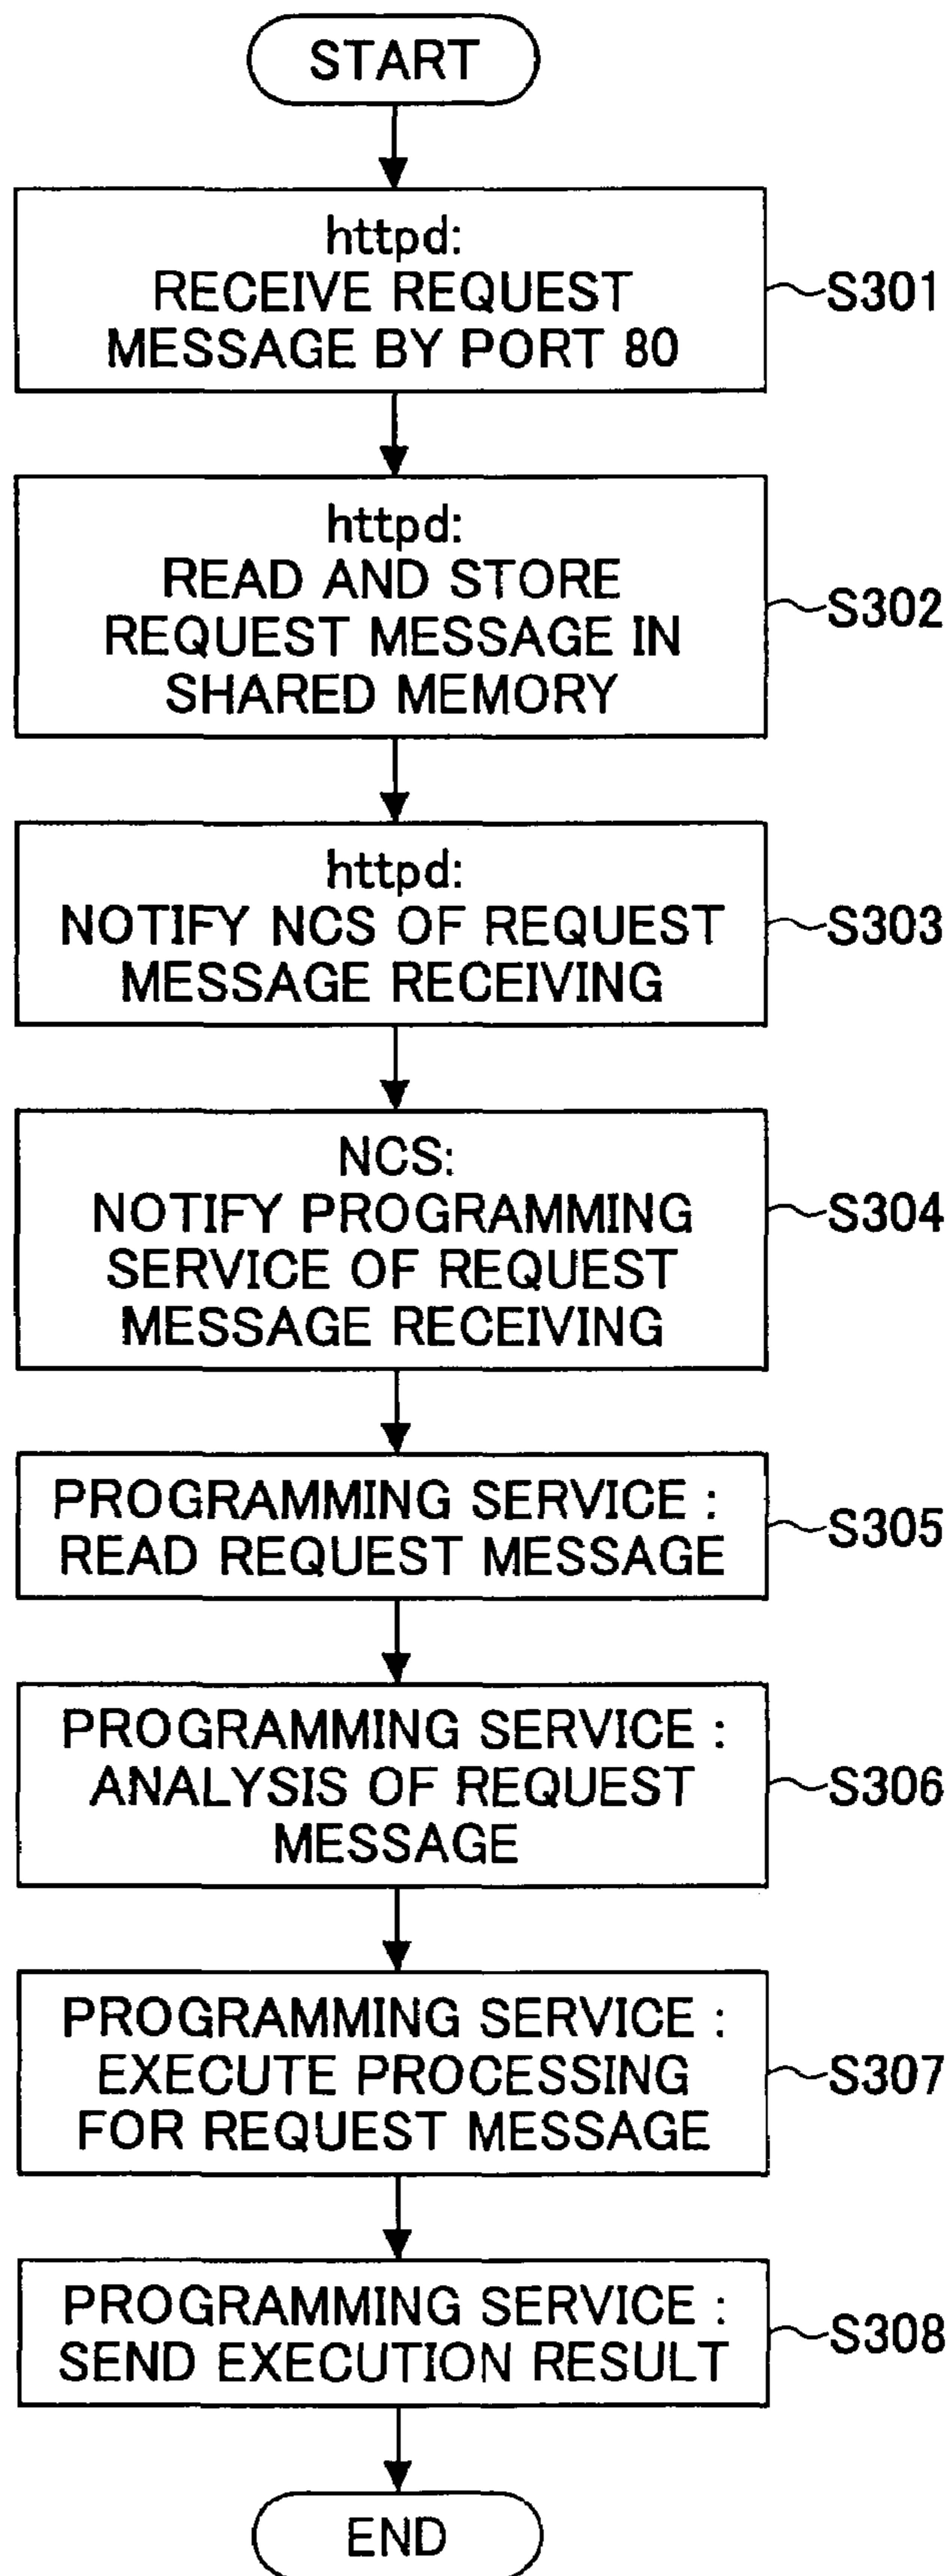 START
httpd:
RECEIVE REQUEST
MESSAGE BY PORT 80
S301
httpd:
READ AND STORE
REQUEST MESSAGE IN
SHARED MEMORY
S302
httpd:
NOTIFY NCS OF REQUEST
MESSAGE RECEIVING
S303
NCS:
NOTIFY PROGRAMMING
SERVICE OF REQUEST
MESSAGE RECEIVING
S304
PROGRAMMING SERVICE :
READ REQUEST MESSAGE
S305
PROGRAMMING SERVICE :
ANALYSIS OF REQUEST
MESSAGE
S306
PROGRAMMING SERVICE :
EXECUTE PROCESSING
FOR REQUEST MESSAGE
S307
PROGRAMMING SERVICE :
SEND EXECUTION RESULT
S308
END